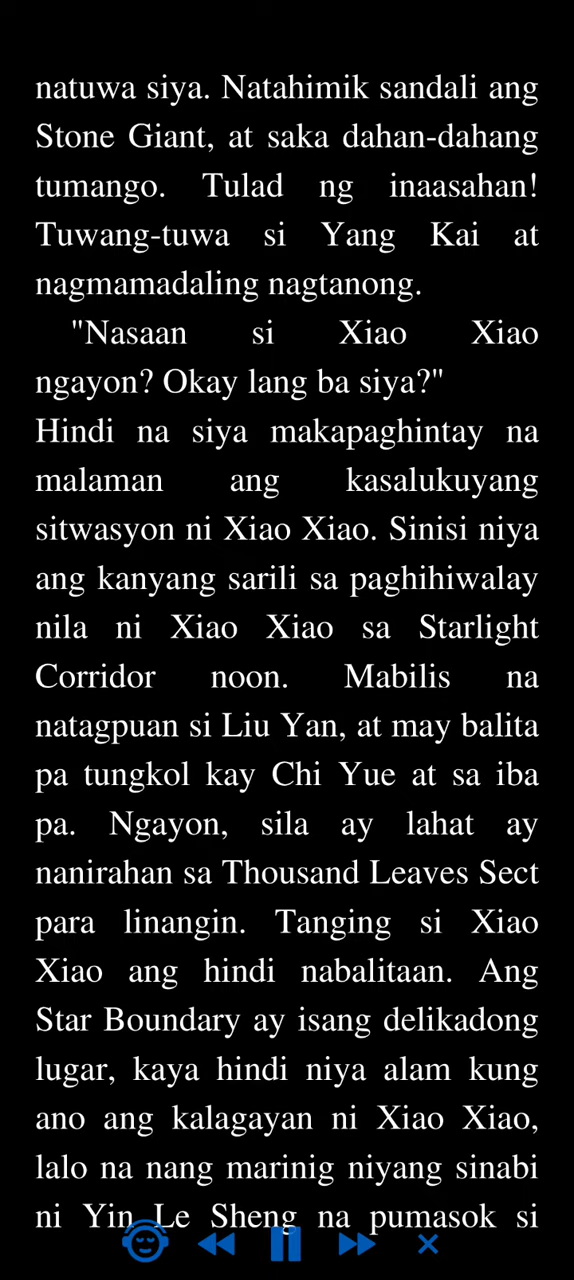 natuwa siya. Natahimik sandali ang
Stone Giant, at saka dahan-dahang
tumango. Tulad ng inaasahan!
Tuwang-tuwa si Yang Kai at
nagmamadaling nagtanong.
"Nasaan si Xiao Xiao
ngayon? Okay lang ba siya?"
Hindi na siya makapaghintay na
malaman ang kasalukuyang
sitwasyon ni Xiao Xiao. Sinisi niya
ang kanyang sarili sa paghihiwalay
nila ni Xiao Xiao sa Starlight
Corridor noon. Mabilis na
natagpuan si Liu Yan, at may balita
pa tungkol kay Chi Yue at sa iba
pa. Ngayon, sila ay lahat ay
nanirahan sa Thousand Leaves Sect
para linangin. Tanging si Xiao
Xiao ang hindi nabalitaan. Ang
Star Boundary ay isang delikadong
lugar, kaya hindi niya alam kung
ano ang kalagayan ni Xiao Xiao,
lalo na nang marinig niyang sinabi
ni Yin Le Sheng na pumasok si